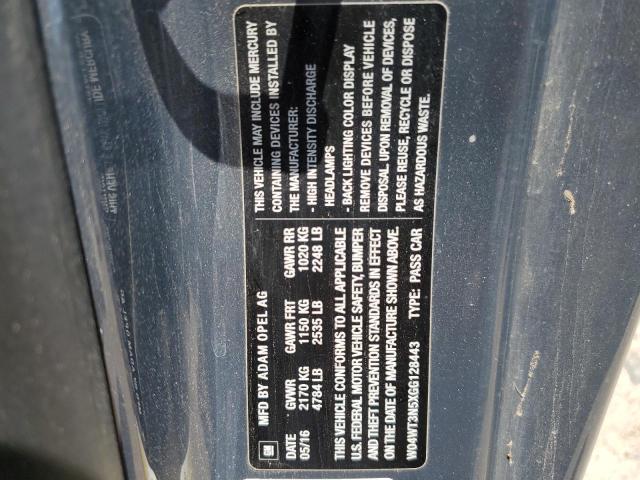 GM MFD BY ADAM OPEL AG
DATE GVWR GAWR FRT GAWR RR
05/16 2170 KG 1150 KG 1020 KG
4784 LB 2535 LB 2248 LB
THIS VEHICLE CONFORMS TO ALL APPLICABLE
U.S. FEDERAL MOTOR VEHICLE SAFETY, BUMPER
AND THEFT PREVENTION STANDARDS IN EFFECT
ON THE DATE OF MANUFACTURE SHOWN ABOVE.
W04WT3N5XGG128443 TYPE: PASS CAR
THIS VEHICLE MAY INCLUDE MERCURY
CONTAINING DEVICES INSTALLED BY
THE MANUFACTURER:
- HIGH INTENSITY DISCHARGE
HEADLAMPS
- BACK LIGHTING COLOR DISPLAY
REMOVE DEVICES BEFORE VEHICLE
DISPOSAL UPON REMOVAL OF DEVICES,
PLEASE REUSE, RECYCLE OR DISPOSE
AS HAZARDOUS WASTE.